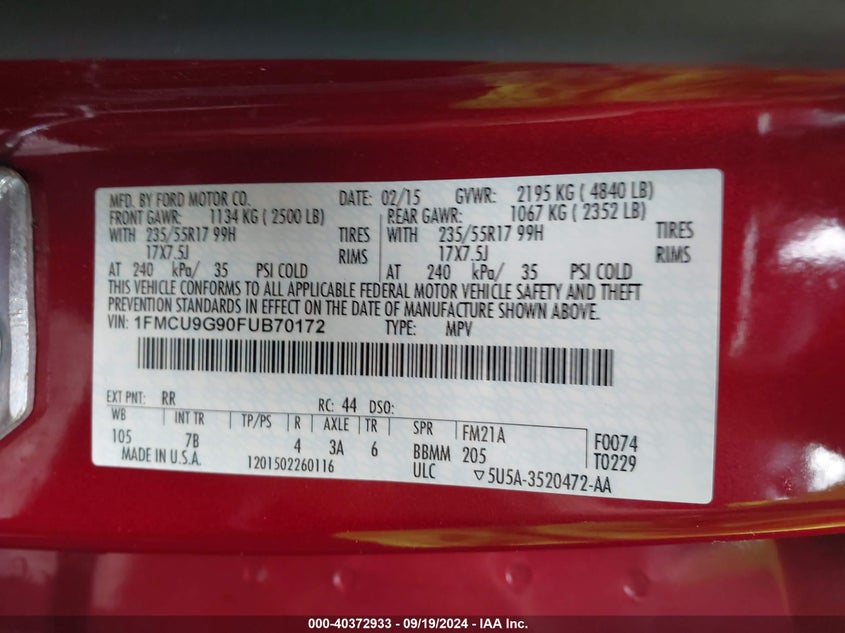 MFD. BY FORD MOTOR CO. DATE: 02/15 GVWR: 2195 KG ( 4840 LB)
FRONT GAWR: 1134 KG ( 2500 LB) REAR GAWR: 1067 KG ( 2352 LB)
WITH 235/55R17 99H TIRES WITH 235/55R17 99H TIRES
17X7.5J RIMS 17X7.5J RIMS
AT 240 kPa/ 35 PSI COLD AT 240 kPa/ 35 PSI COLD
THIS VEHICLE CONFORMS TO ALL APPLICABLE FEDERAL MOTOR VEHICLE SAFETY AND THEFT
PREVENTION STANDARDS IN EFFECT ON THE DATE OF MANUFACTURE SHOWN ABOVE.
VIN: 1FMCU9G90FUB70172 TYPE: MPV
EXT PNT: RR RC: 44 DSO:
WB INT TR TP/PS R AXLE TR SPR FM21A F0074
105 7B 4 3A 6 BBMM 205 T0229
MADE IN U.S.A. 1201502260116 ULC ▽5U5A-3520472-AA
000-40372933 - 09/19/2024 - IAA Inc.